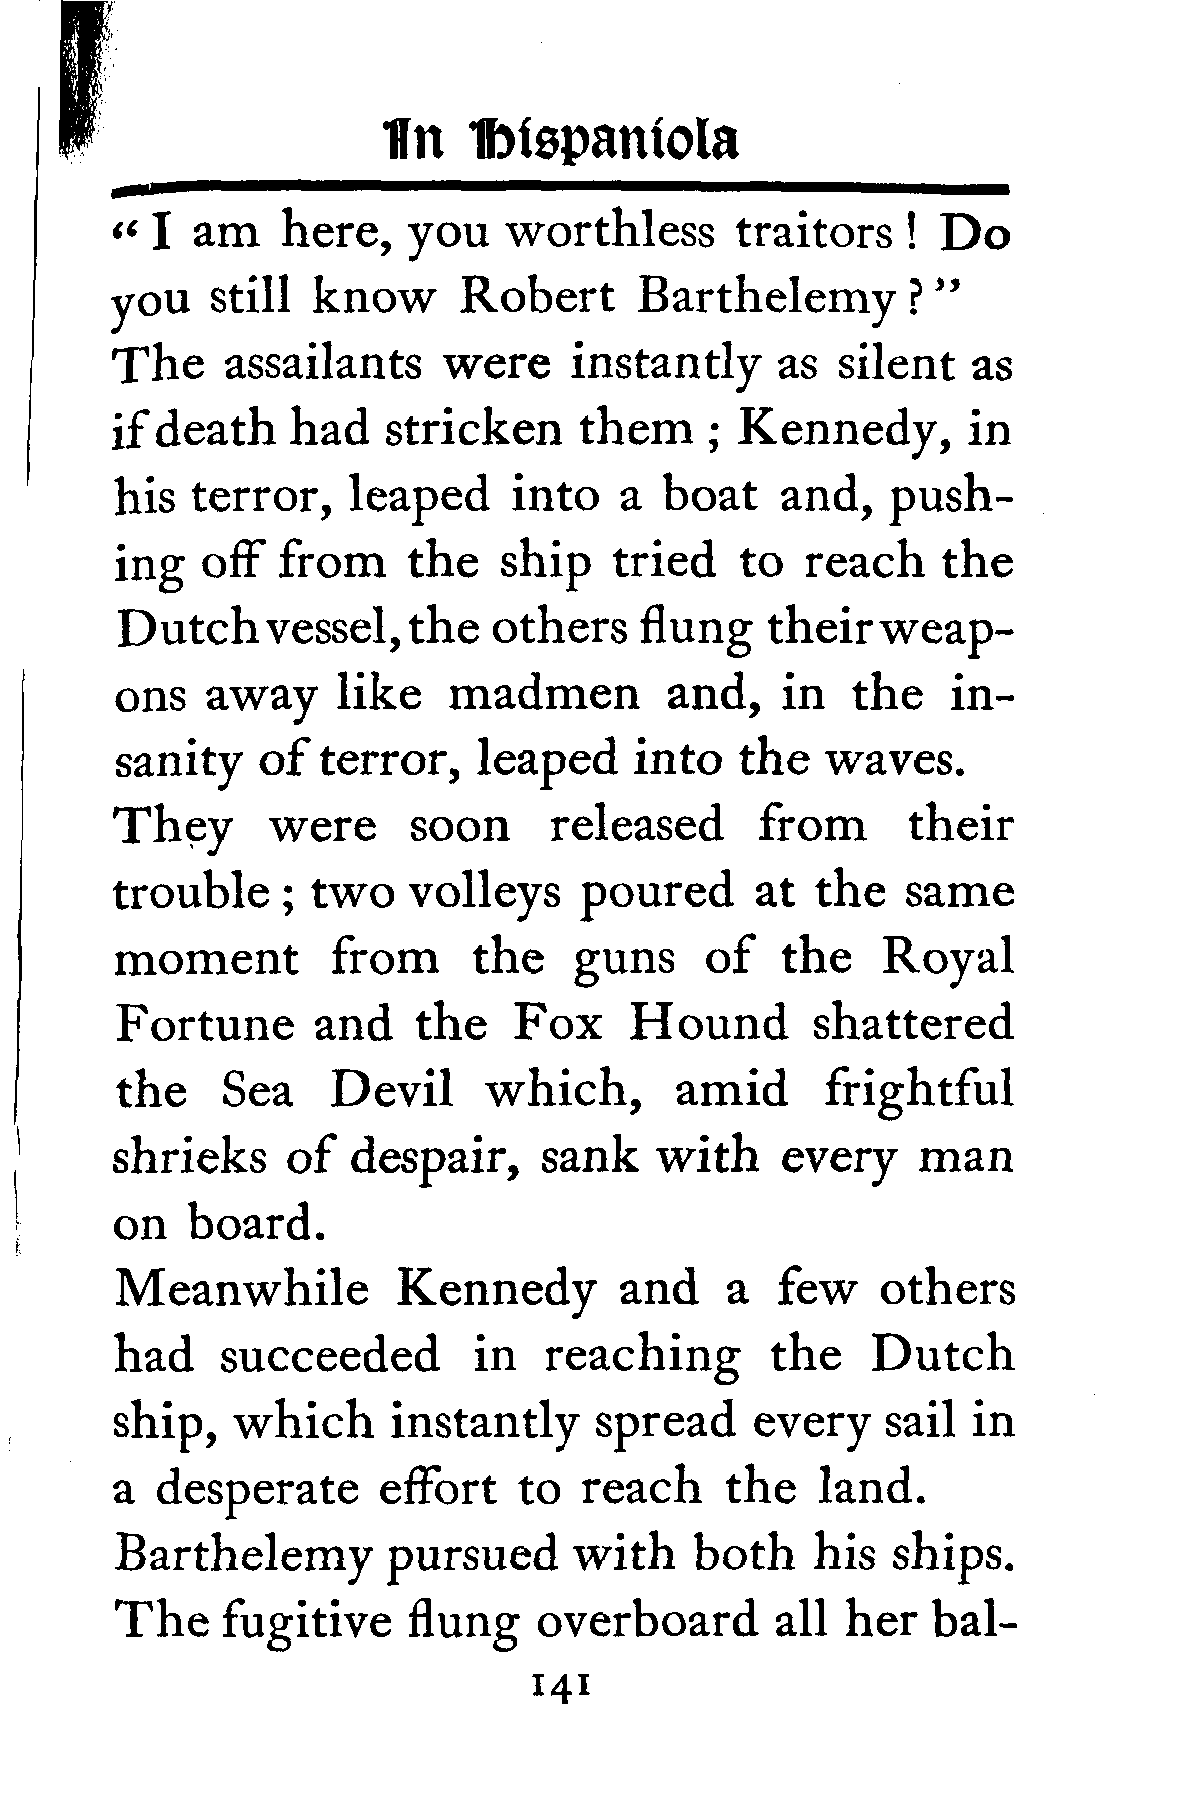 In Hispaniola
“I am here, you worthless traitors! Do
you still know Robert Barthelemy?”
The assailants were instantly as silent as
if death had stricken them; Kennedy, in
his terror, leaped into a boat and, push-
ing off from the ship tried to reach the
Dutch vessel, the others flung their weap-
ons away like madmen and, in the in-
sanity of terror, leaped into the waves.
They were soon released from their
trouble; two volleys poured at the same
moment from the guns of the Royal
Fortune and the Fox Hound shattered
the Sea Devil which, amid frightful
shrieks of despair, sank with every man
on board.
Meanwhile Kennedy and a few others
had succeeded in reaching the Dutch
ship, which instantly spread every sail in
a desperate effort to reach the land.
Barthelemy pursued with both his ships.
The fugitive flung overboard all her bal-
141